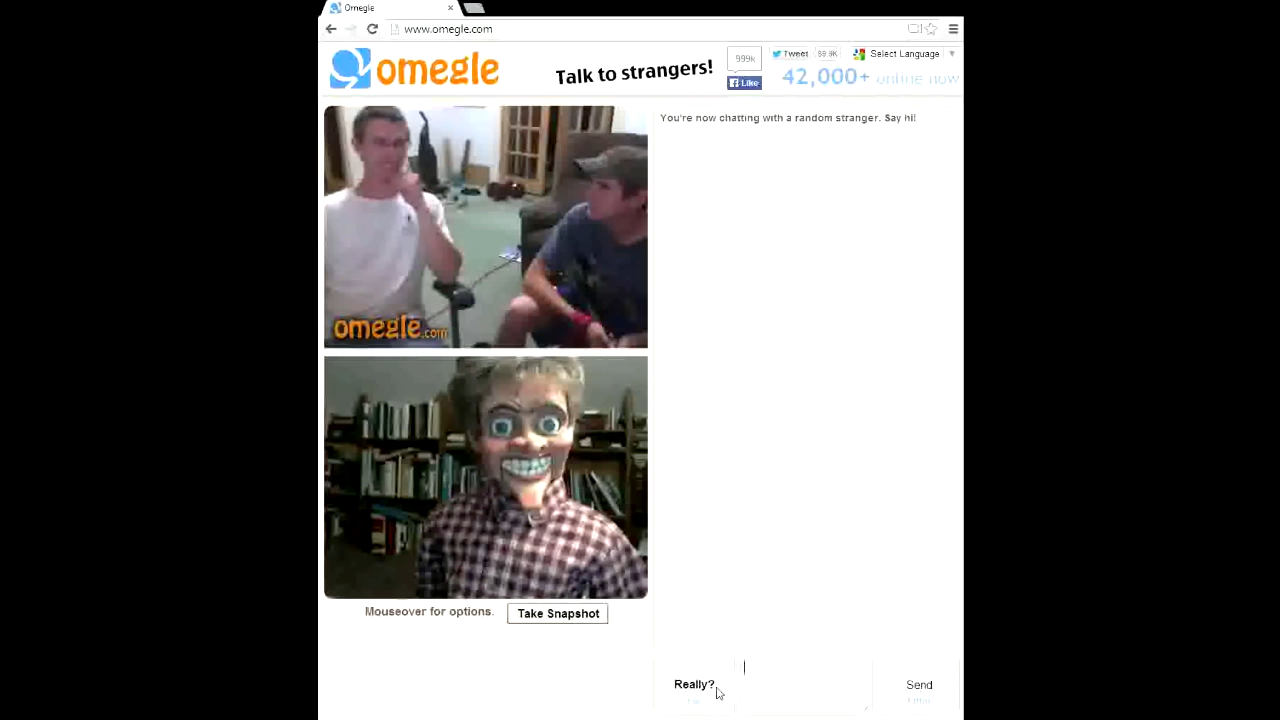 Omegle
www.omegle.com
omegle
Talk to strangers!
999k
Like
Tweet
Select Language
42,000+ online now
You're now chatting with a random stranger. Say hi!
omegle.com
Mouseover for options.
Take Snapshot
Really?
Send